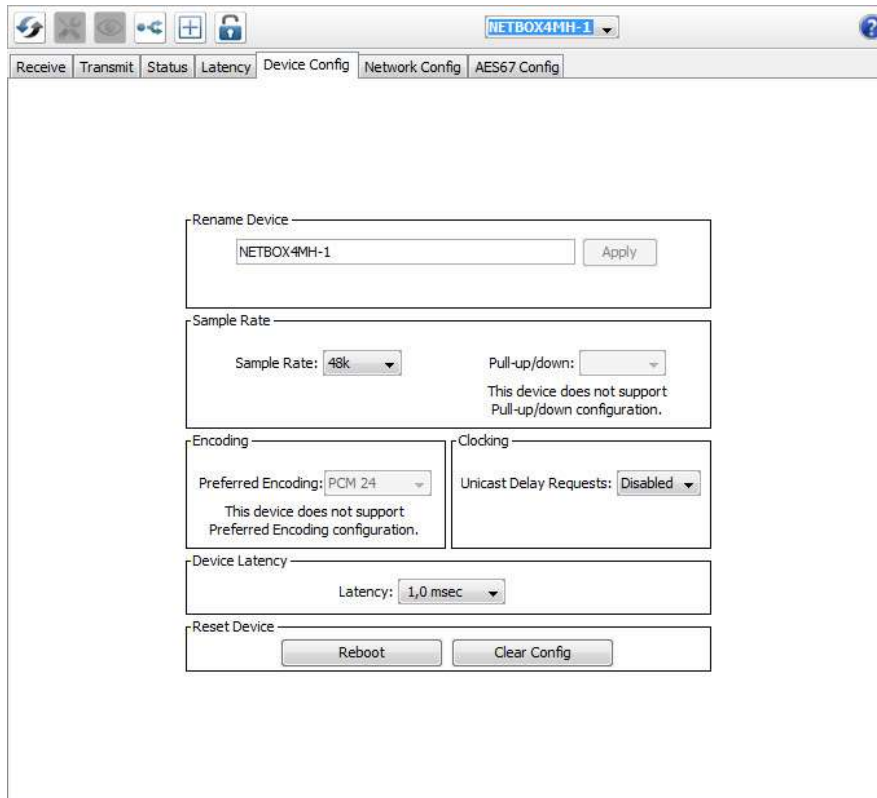 NETBOX4MH-1
Receive Transmit Status Latency Device Config Network Config AES67 Config
Rename Device
NETBOX4MH-1 Apply
Sample Rate
Sample Rate: 48k Pull-up/down:
This device does not support
Pull-up/down configuration.
Encoding
Preferred Encoding: PCM 24
This device does not support
Preferred Encoding configuration.
Clocking
Unicast Delay Requests: Disabled
Device Latency
Latency: 1,0 msec
Reset Device
Reboot Clear Config